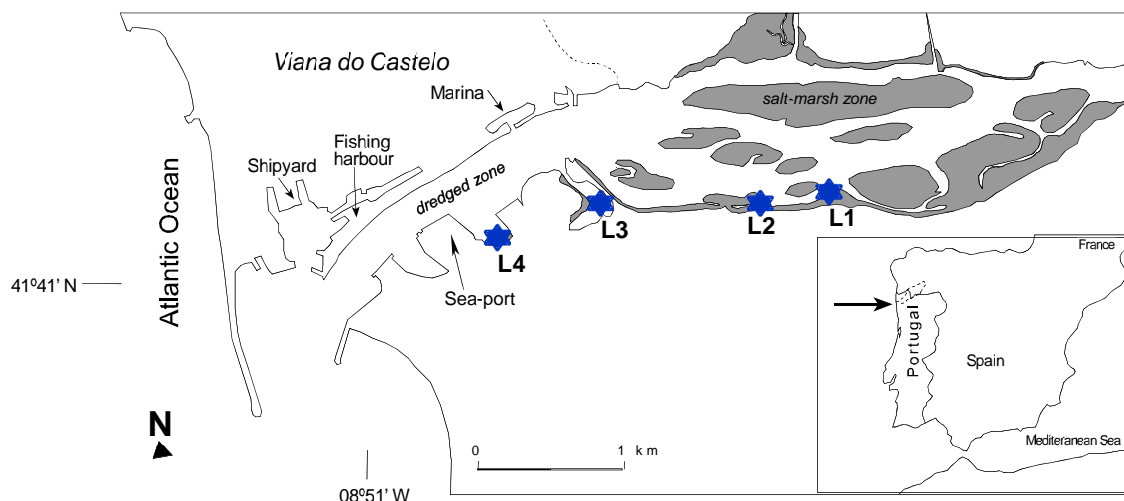 Viana do Castelo
Marina
salt-marsh zone
Fishing
harbour
Shipyard
dredged zone
Atlantic Ocean
L1
L2
L3
L4
Sea-port
41º41' N
France
Portugal
Spain
Mediteranean Sea
N
0 1 km
08º51' W